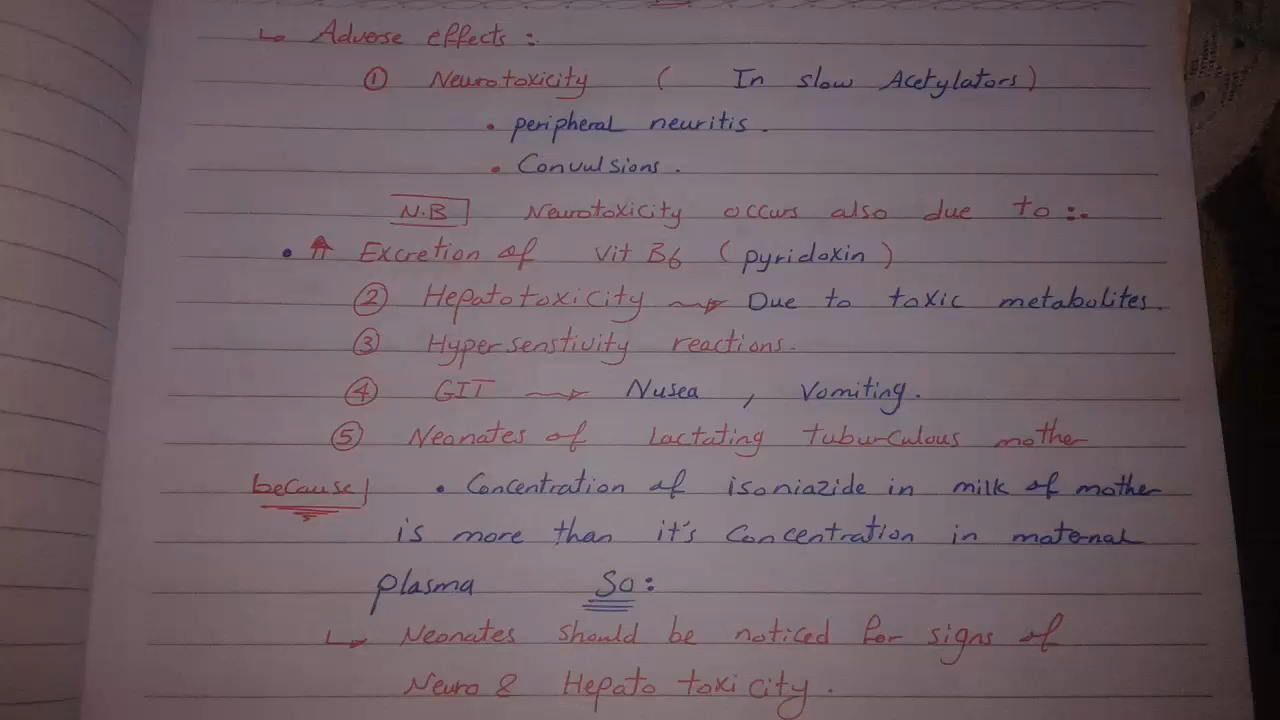 ↳ Adverse effects :
① Neurotoxicity ( In slow Acetylators )
• peripheral neuritis .
• Convulsions .
N.B Neurotoxicity occurs also due to :-
• ↑ Excretion of Vit B6 ( pyridoxin )
② Hepatotoxicity → Due to toxic metabolites .
③ Hypersenstivity reactions .
④ GIT → Nusea , Vomiting .
⑤ Neonates of Lactating tuburculous mother
because • Concentration of isoniazide in milk of mother
is more than it's Concentration in maternal
plasma So :
↳ Neonates should be noticed for signs of
Neuro & Hepato toxicity .